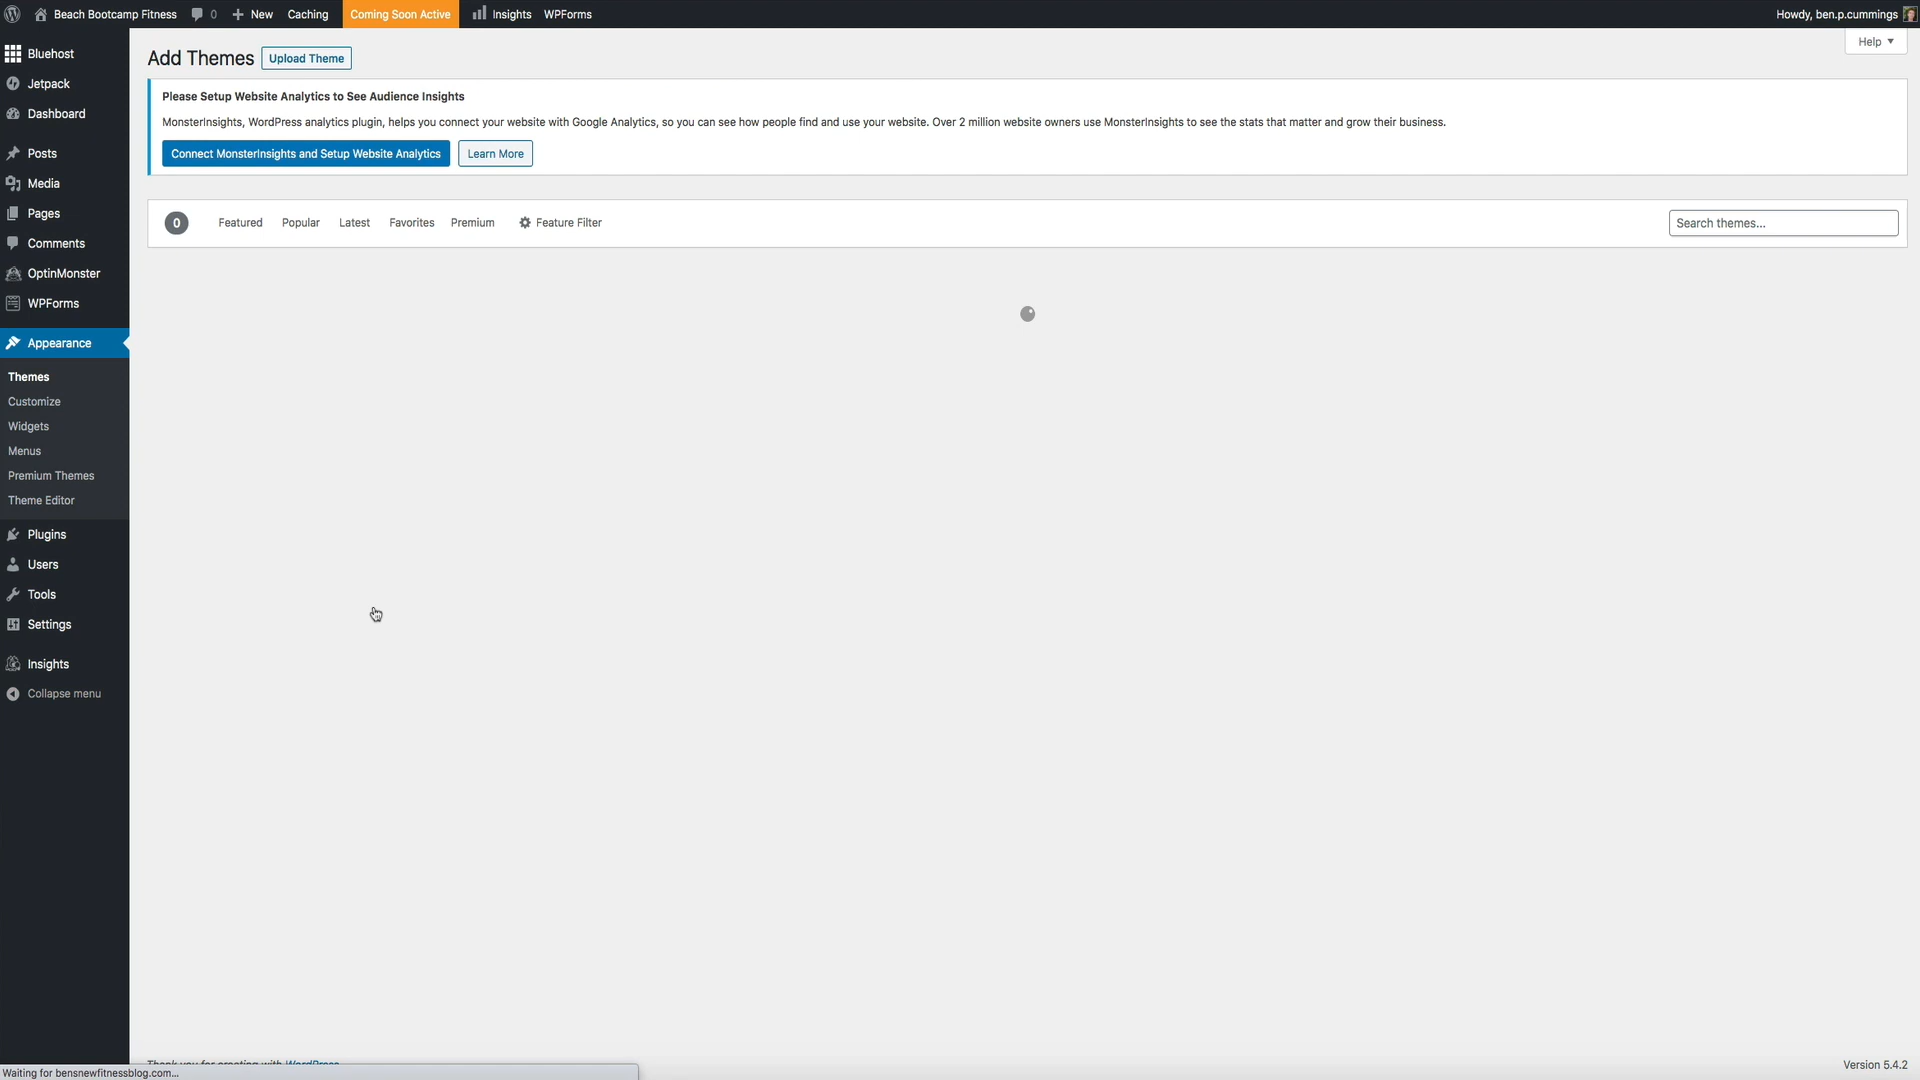 Beach Bootcamp Fitness 0 New Caching Coming Soon Active Insights WPForms Howdy, ben.p.cummings
Help
Bluehost
Jetpack
Dashboard
Posts
Media
Pages
Comments
OptinMonster
WPForms
Appearance
Themes
Customize
Widgets
Menus
Premium Themes
Theme Editor
Plugins
Users
Tools
Settings
Insights
Collapse menu
Add Themes Upload Theme
Please Setup Website Analytics to See Audience Insights
MonsterInsights, WordPress analytics plugin, helps you connect your website with Google Analytics, so you can see how people find and use your website. Over 2 million website owners use MonsterInsights to see the stats that matter and grow their business.
Connect MonsterInsights and Setup Website Analytics Learn More
0 Featured Popular Latest Favorites Premium Feature Filter Search themes...
Thank you for creating with WordPress
Version 5.4.2
Waiting for bensnewfitnessblog.com...